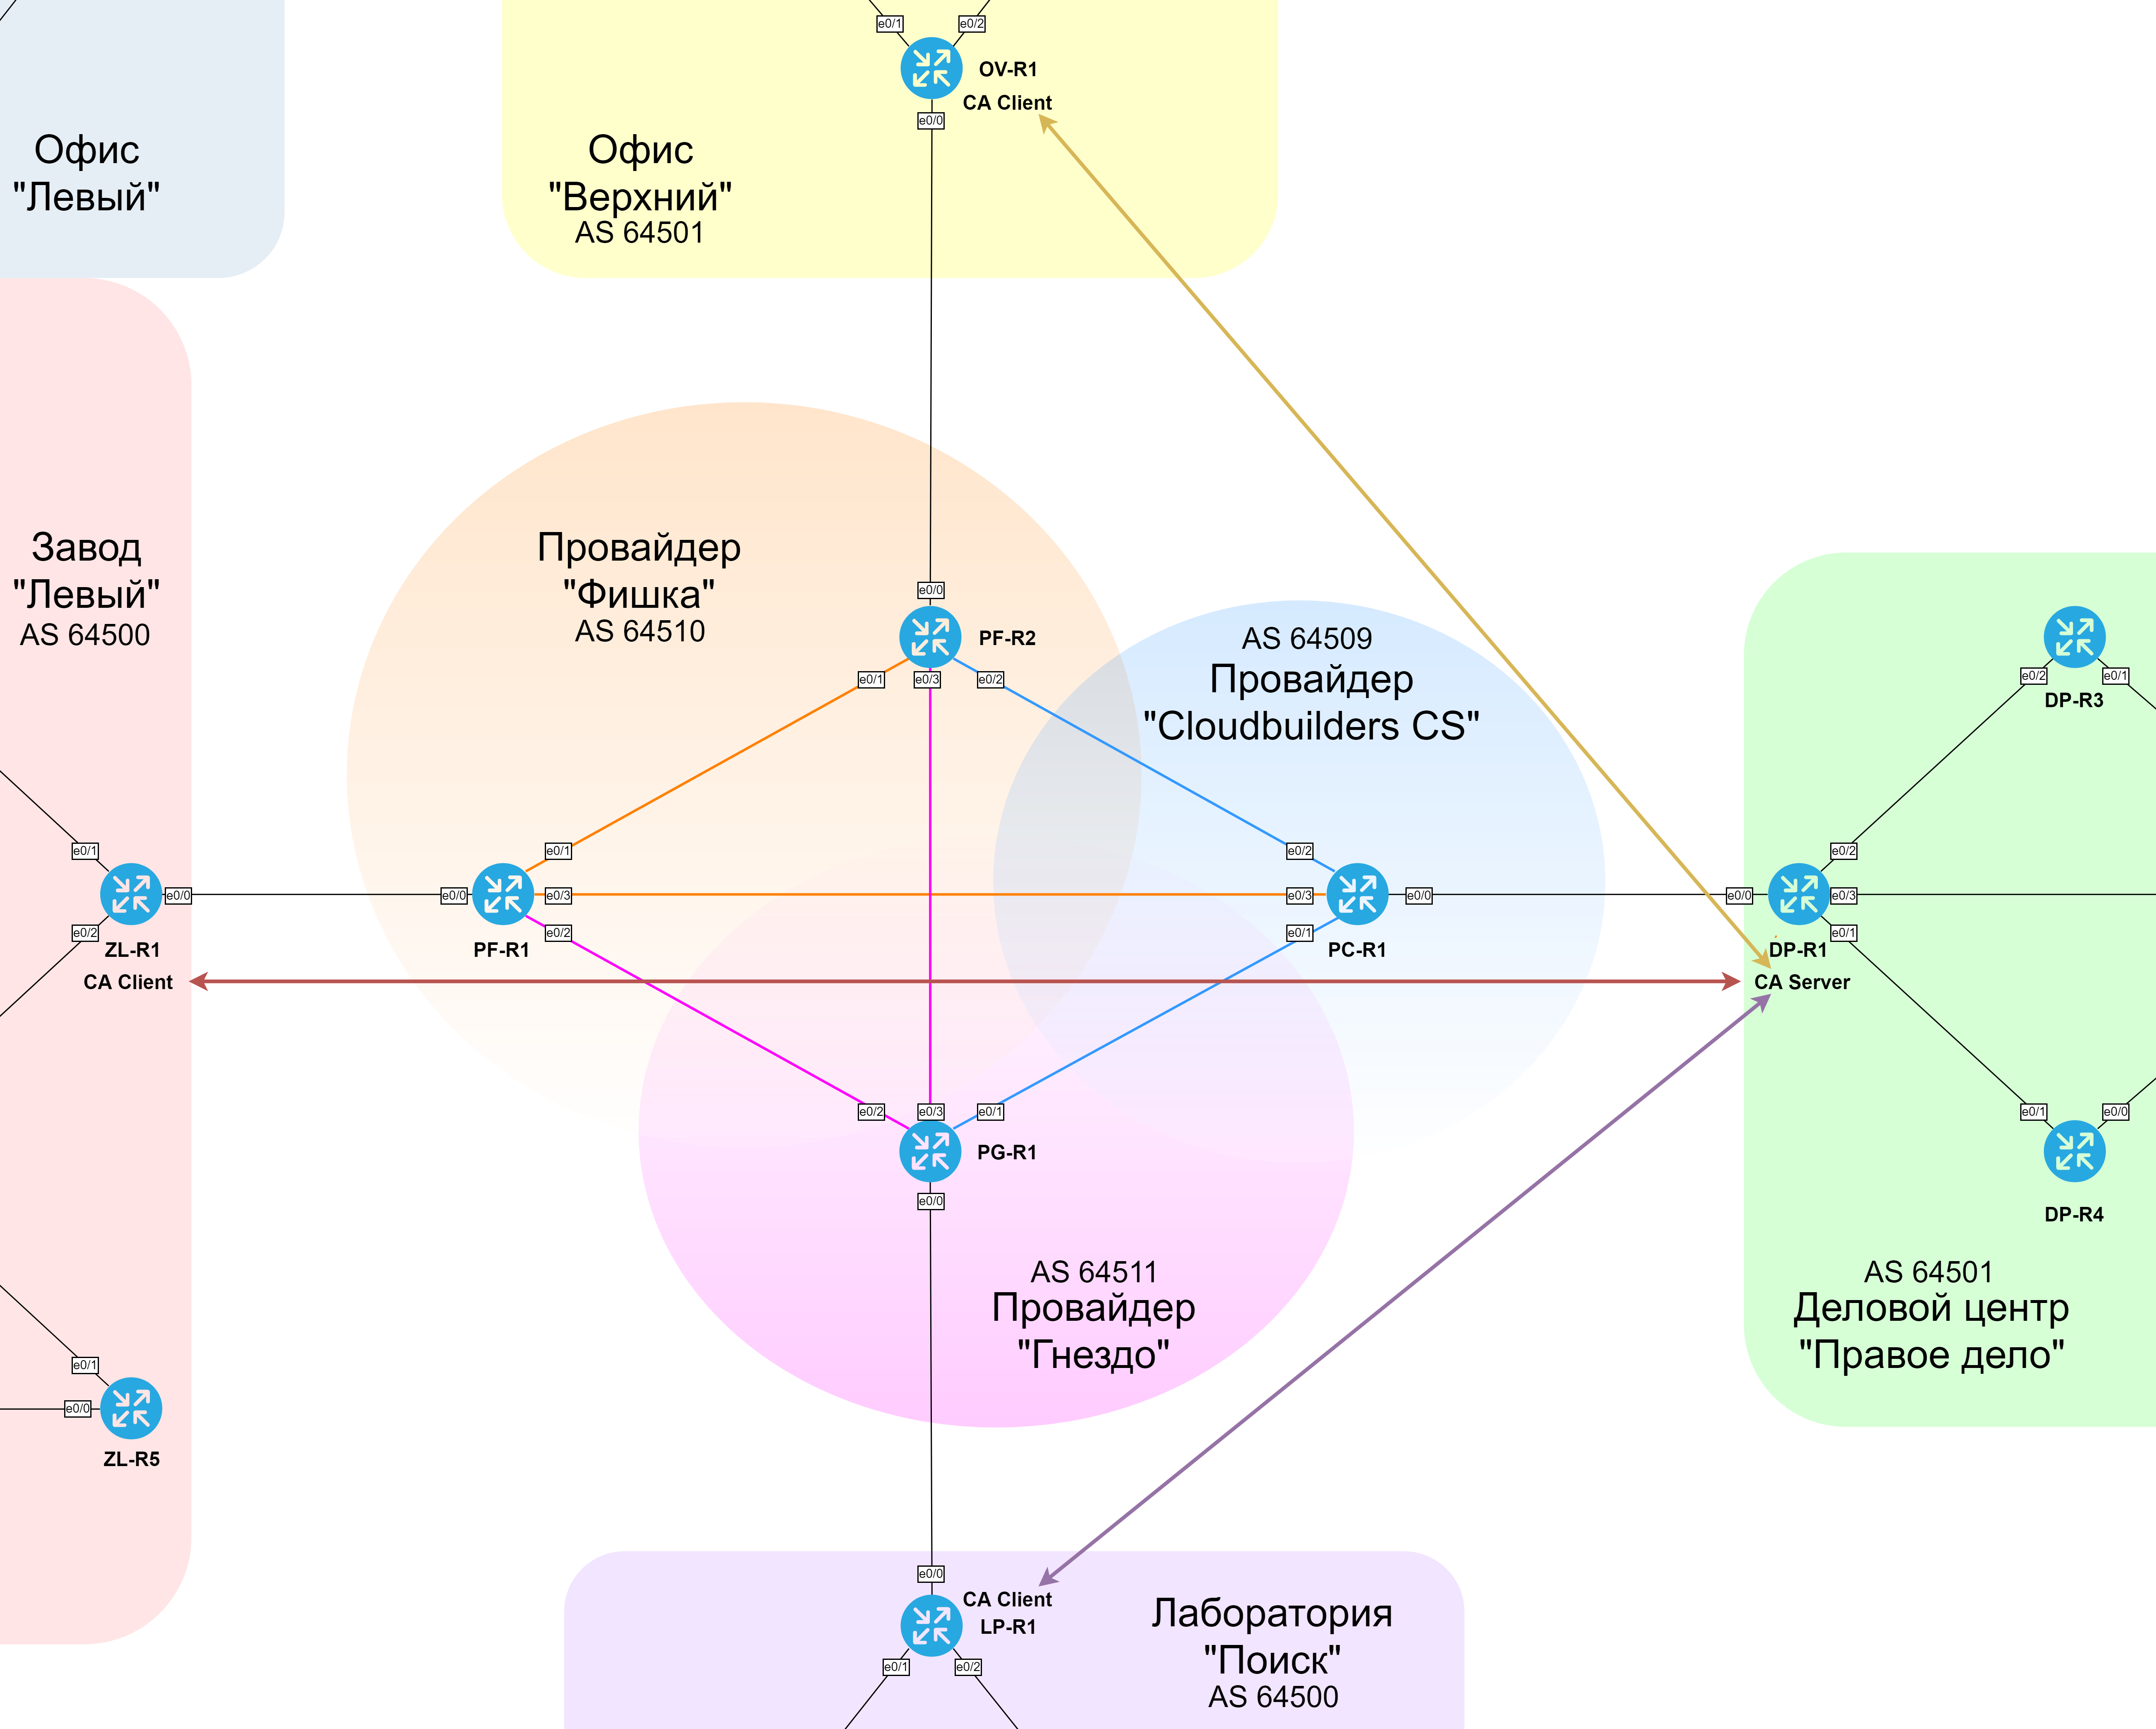 e0/1
e0/2
OV-R1
CA Client
e0/0
Офис
"Левый"
Офис
"Верхний"
AS 64501
Завод
"Левый"
AS 64500
Провайдер
"Фишка"
AS 64510
e0/0
PF-R2
e0/1
e0/3
e0/2
AS 64509
Провайдер
"Cloudbuilders CS"
e0/2
e0/1
DP-R3
e0/1
e0/1
e0/2
e0/2
e0/0
e0/0
e0/3
e0/3
e0/0
e0/0
e0/3
e0/2
e0/2
e0/1
e0/1
ZL-R1
CA Client
PF-R1
PC-R1
DP-R1
CA Server
e0/2
e0/3
e0/1
e0/1
e0/0
PG-R1
e0/0
DP-R4
AS 64511
Провайдер
"Гнездо"
AS 64501
Деловой центр
"Правое дело"
e0/1
e0/0
ZL-R5
e0/0
CA Client
LP-R1
e0/1
e0/2
Лаборатория
"Поиск"
AS 64500